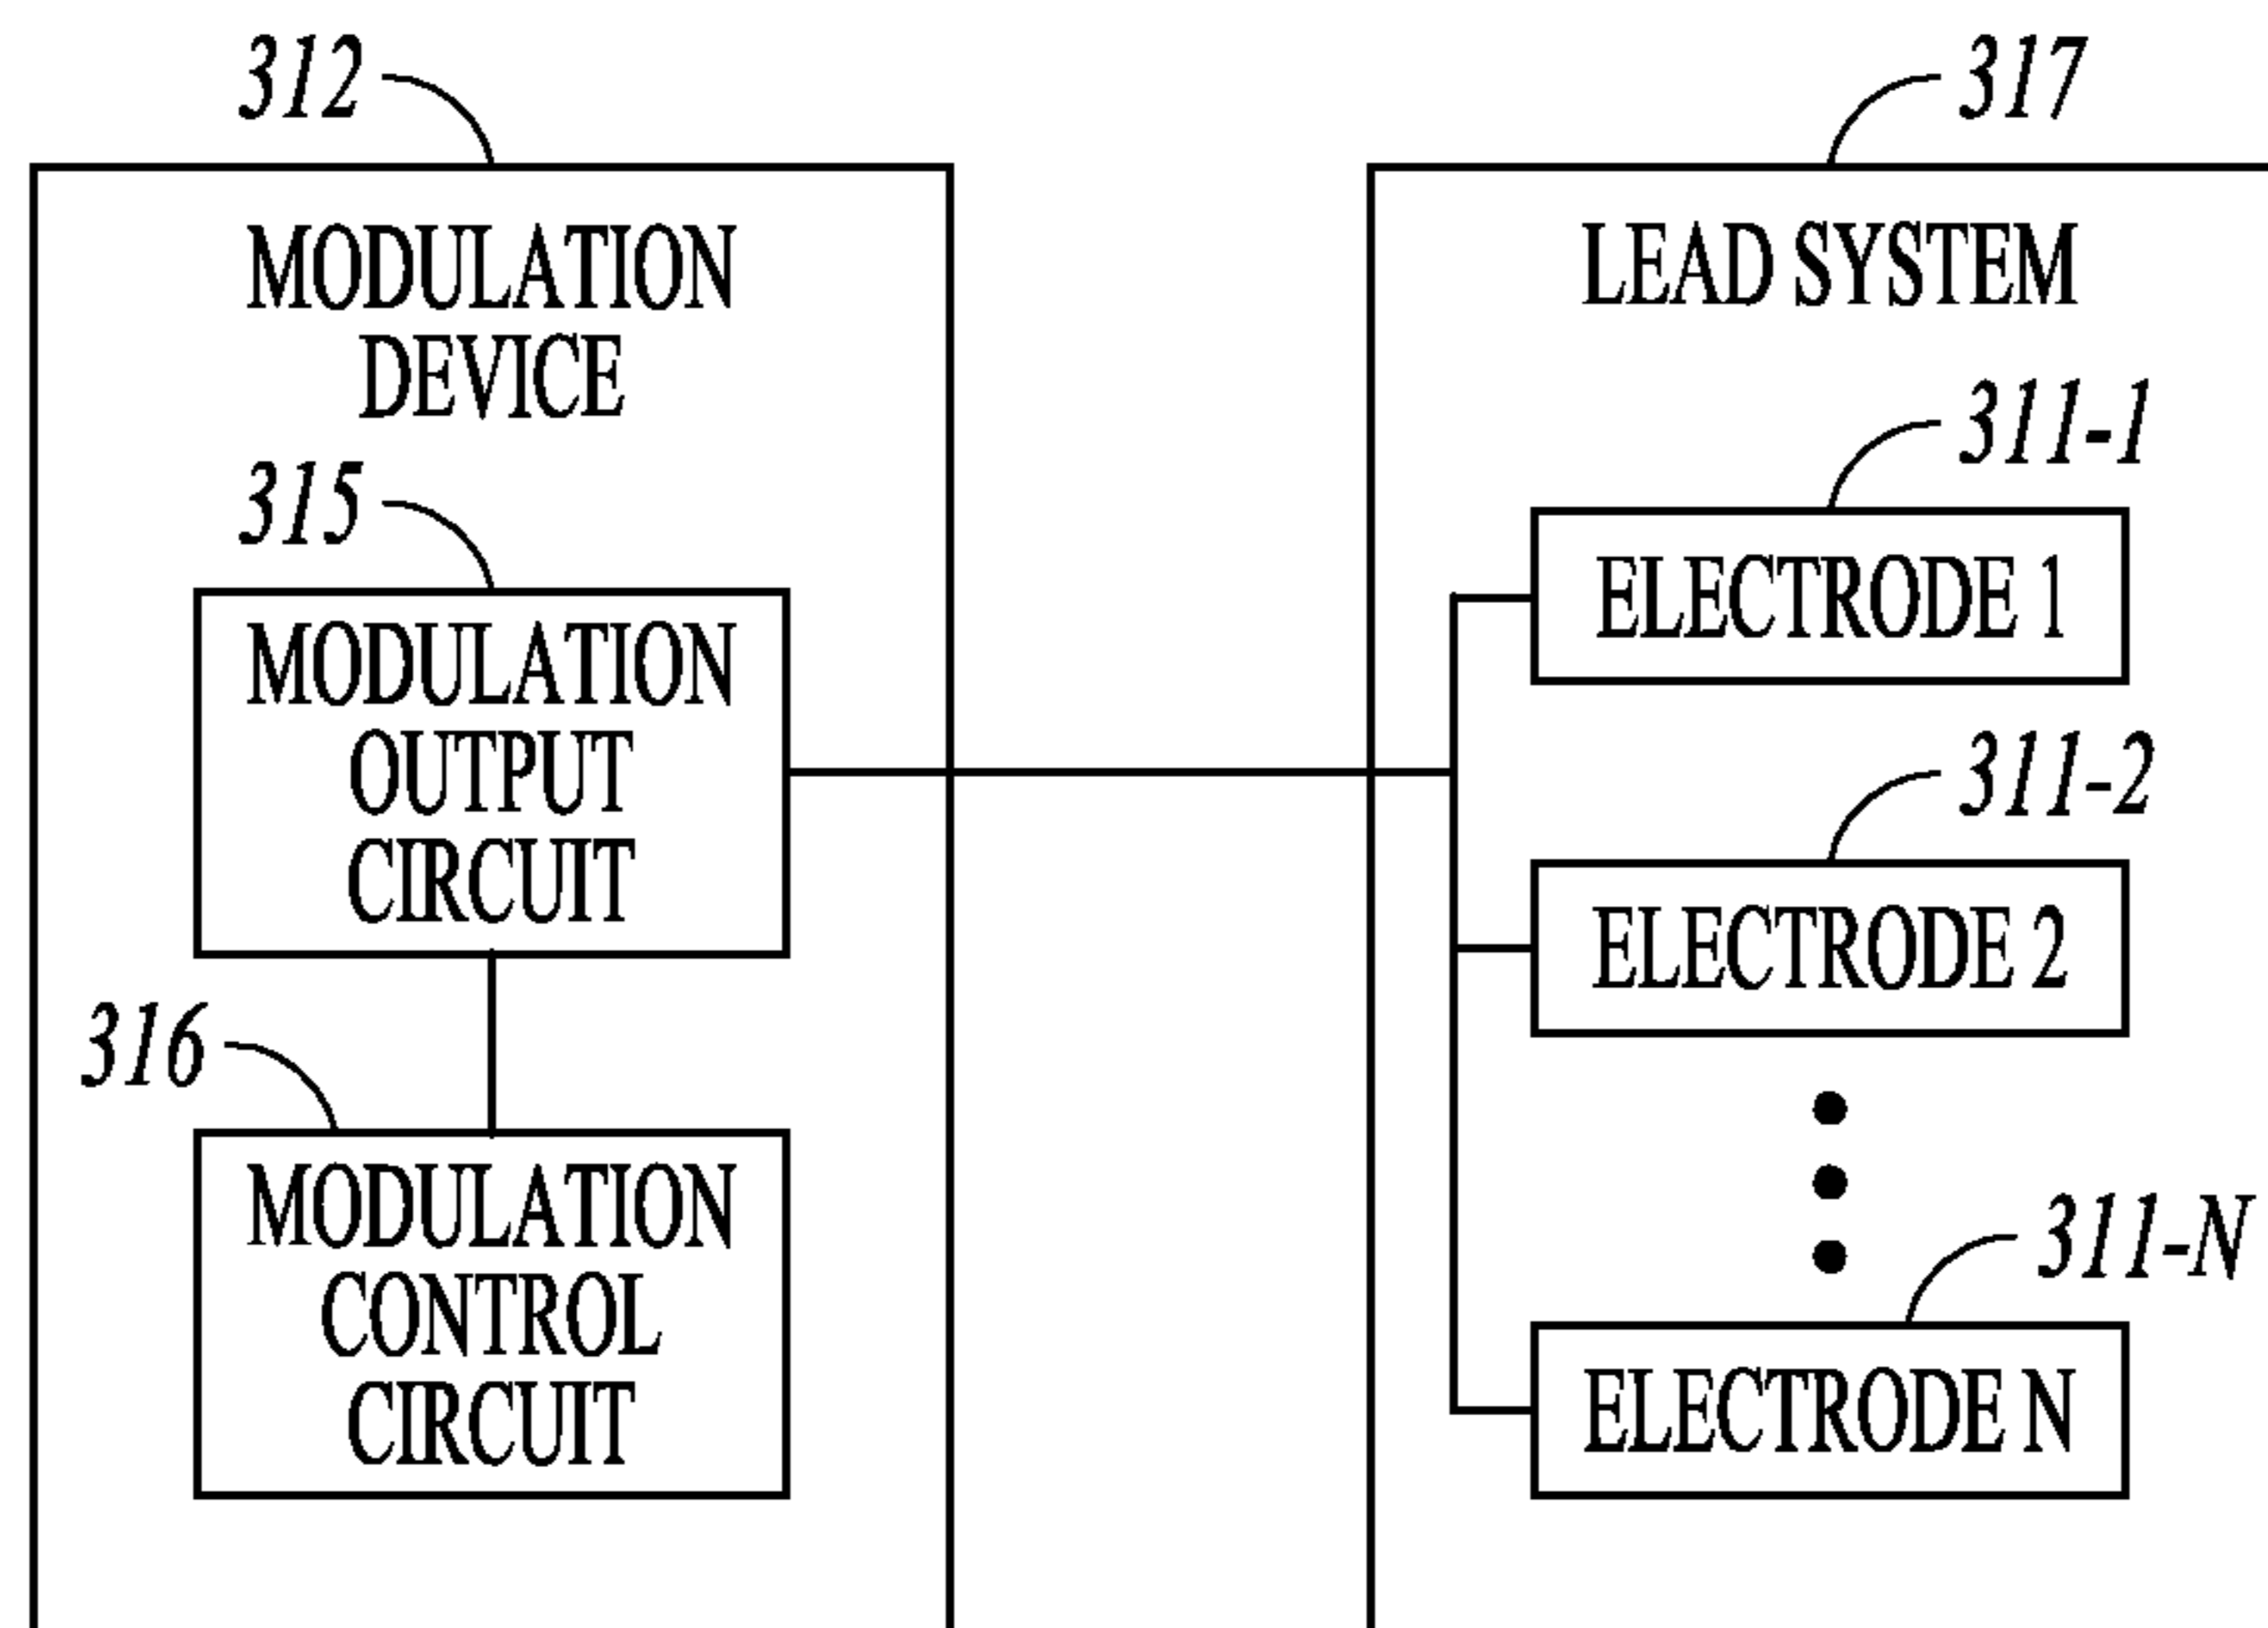 312
MODULATION
DEVICE
315
MODULATION
OUTPUT
CIRCUIT
316
MODULATION
CONTROL
CIRCUIT
317
LEAD SYSTEM
311-1
ELECTRODE 1
311-2
ELECTRODE 2
311-N
ELECTRODE N